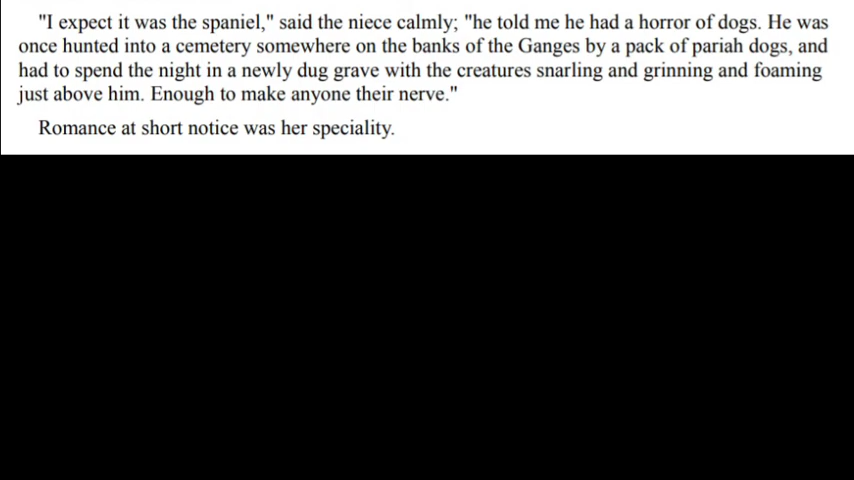 "I expect it was the spaniel," said the niece calmly; "he told me he had a horror of dogs. He was
once hunted into a cemetery somewhere on the banks of the Ganges by a pack of pariah dogs, and
had to spend the night in a newly dug grave with the creatures snarling and grinning and foaming
just above him. Enough to make anyone their nerve."
Romance at short notice was her speciality.